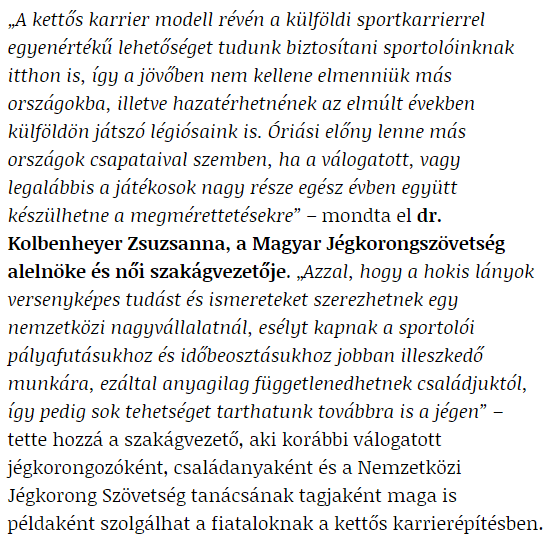 „A kettős karrier modell révén a külföldi sportkarrierrel
egyenértékű lehetőséget tudunk biztosítani sportolóinknak
itthon is, így a jövőben nem kellene elmenniük más
országokba, illetve hazatérhetnének az elmúlt években
külföldön játszó légiósaink is. Óriási előny lenne más
országok csapataival szemben, ha a válogatott, vagy
legalábbis a játékosok nagy része egész évben együtt
készülhetne a megmérettetésekre” – mondta el dr.
Kolbenheyer Zsuzsanna, a Magyar Jégkorongszövetség
alelnöke és női szakágvezetője. „Azzal, hogy a hokis lányok
versenyképes tudást és ismereteket szerezhetnek egy
nemzetközi nagyvállalatnál, esélyt kapnak a sportolói
pályafutásukhoz és időbeosztásukhoz jobban illeszkedő
munkára, ezáltal anyagilag függetlenedhetnek családjuktól,
így pedig sok tehetséget tarthatunk továbbra is a jégen” –
tette hozzá a szakágvezető, aki korábbi válogatott
jégkorongozóként, családanyaként és a Nemzetközi
Jégkorong Szövetség tanácsának tagjaként maga is
példaként szolgálhat a fiataloknak a kettős karrierépítésben.